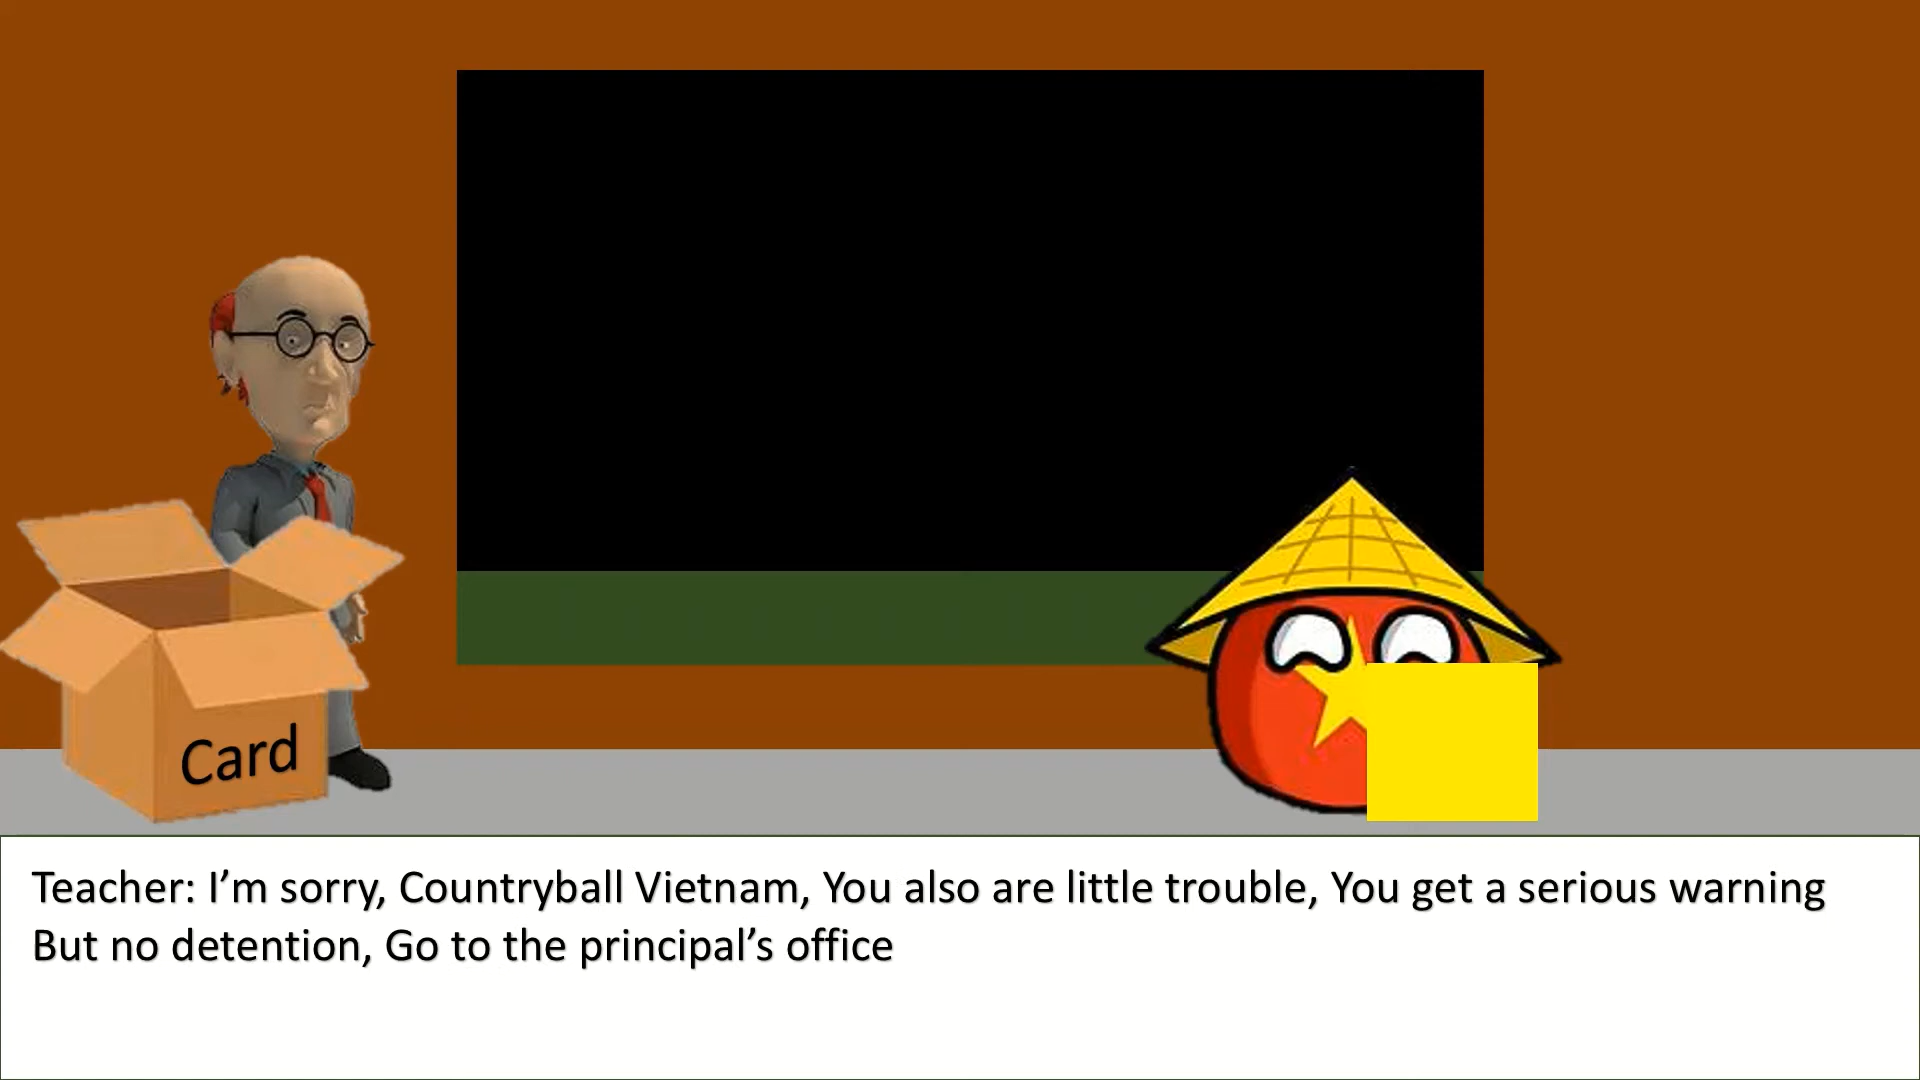 Card
Teacher: I’m sorry, Countryball Vietnam, You also are little trouble, You get a serious warning
But no detention, Go to the principal’s office